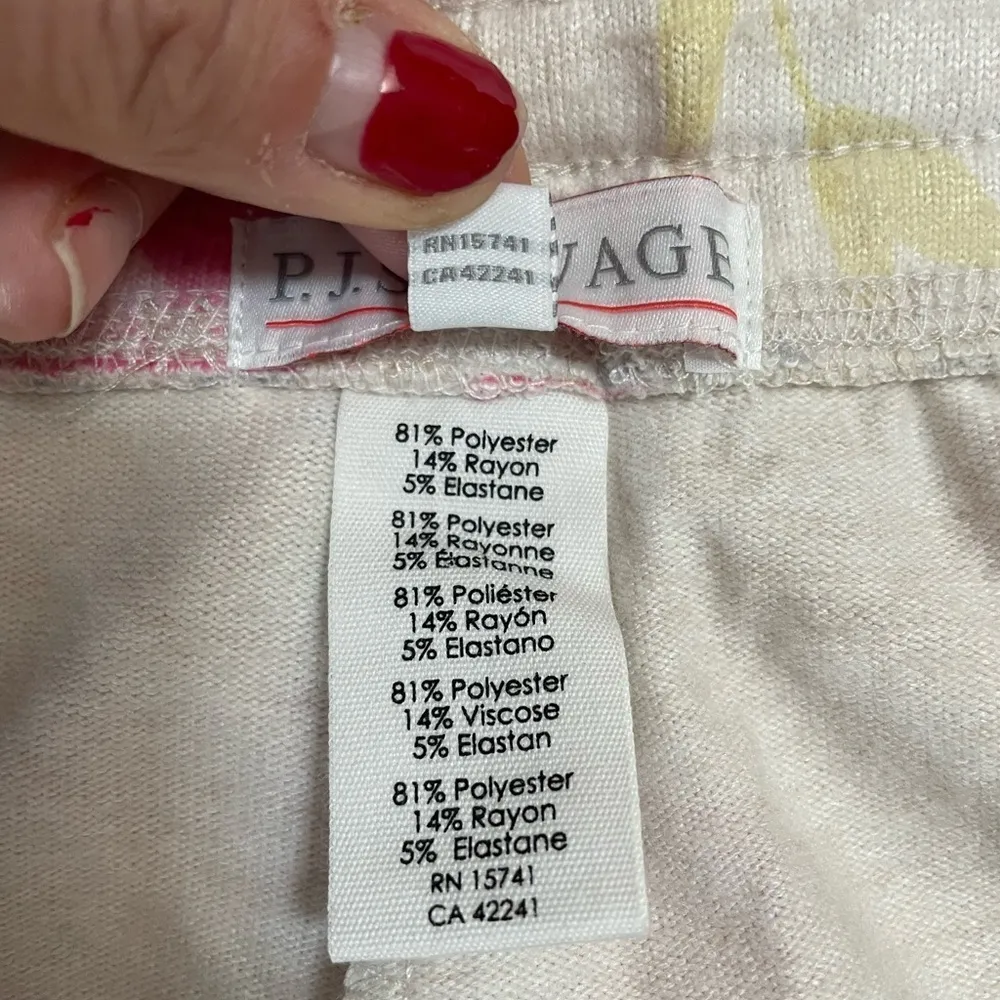 RN15741
CA42241
P.J.S VAGE
81% Polyester
14% Rayon
5% Elastane
81% Polyester
14% Rayonne
5% Élastanne
81% Poliéster
14% Rayón
5% Elastano
81% Polyester
14% Viscose
5% Elastan
81% Polyester
14% Rayon
5% Elastane
RN 15741
CA 42241